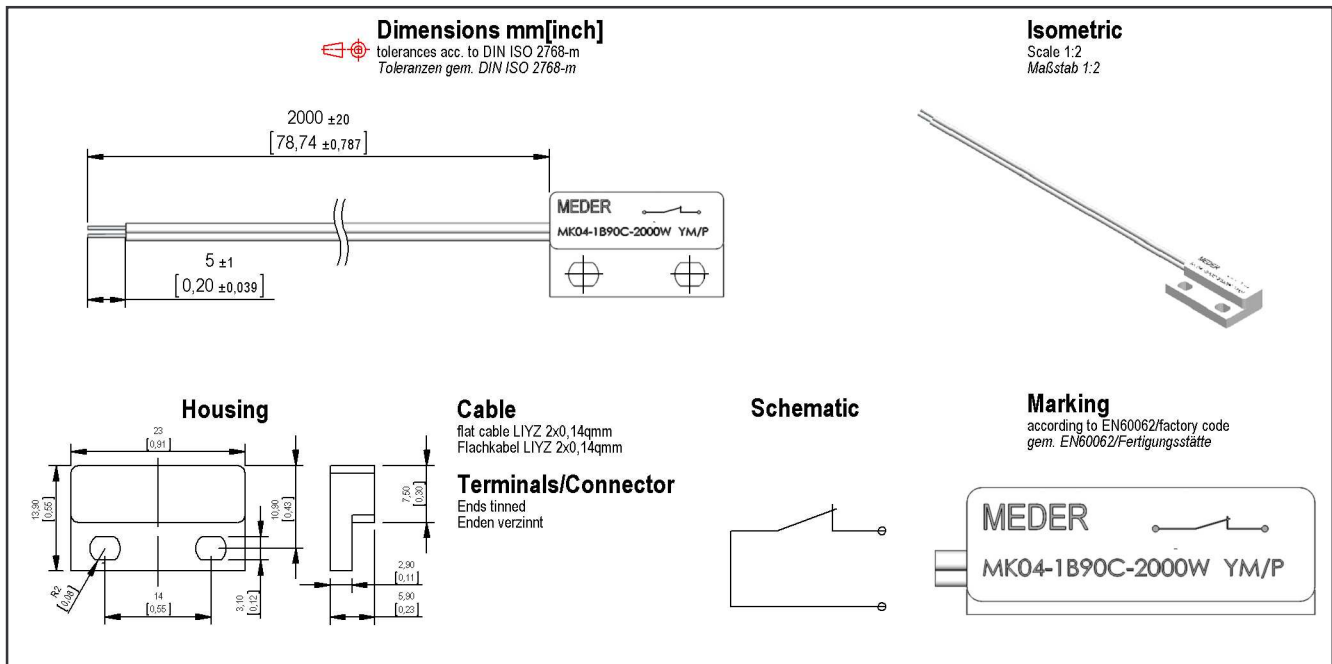 Dimensions mm[inch]
tolerances acc. to DIN ISO 2768-m
Toleranzen gem. DIN ISO 2768-m
Isometric
Scale 1:2
Maßstab 1:2
2000 ±20
[78,74 ±0,787]
5 ±1
[0,20 ±0,039]
MEDER
MK04-1B90C-2000W YM/P
MEDER
Housing
23
[0,91]
13,90
[0,55]
10,90
[0,43]
R2
[0,08]
14
[0,55]
3,10
[0,12]
7,50
[0,30]
2,90
[0,11]
5,90
[0,23]
Cable
flat cable LIYZ 2x0,14qmm
Flachkabel LIYZ 2x0,14qmm
Terminals/Connector
Ends tinned
Enden verzinnt
Schematic
Marking
according to EN60062/factory code
gem. EN60062/Fertigungsstätte
MEDER
MK04-1B90C-2000W YM/P